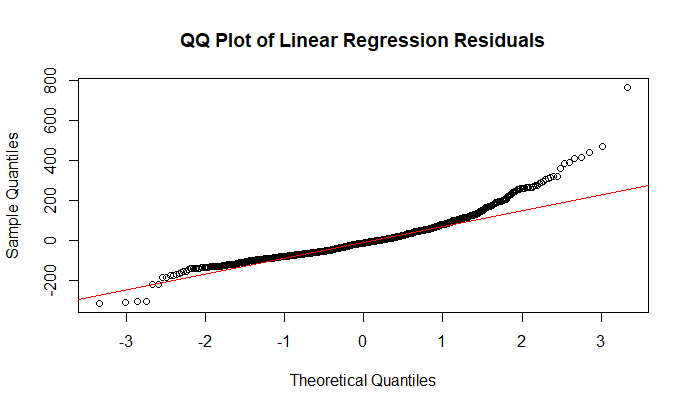 QQ Plot of Linear Regression Residuals
Sample Quantiles
800
600
400
200
0
-200
-3 -2 -1 0 1 2 3
Theoretical Quantiles